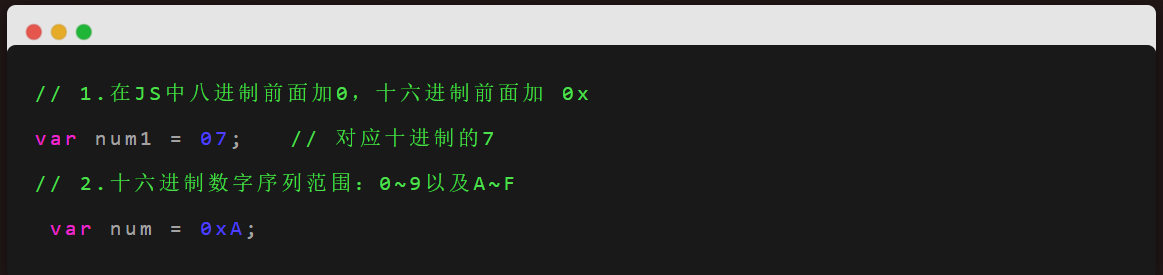 // 1.在JS中八进制前面加0，十六进制前面加 0x
var num1 = 07;   // 对应十进制的7
// 2.十六进制数字序列范围：0~9以及A~F
 var num = 0xA;